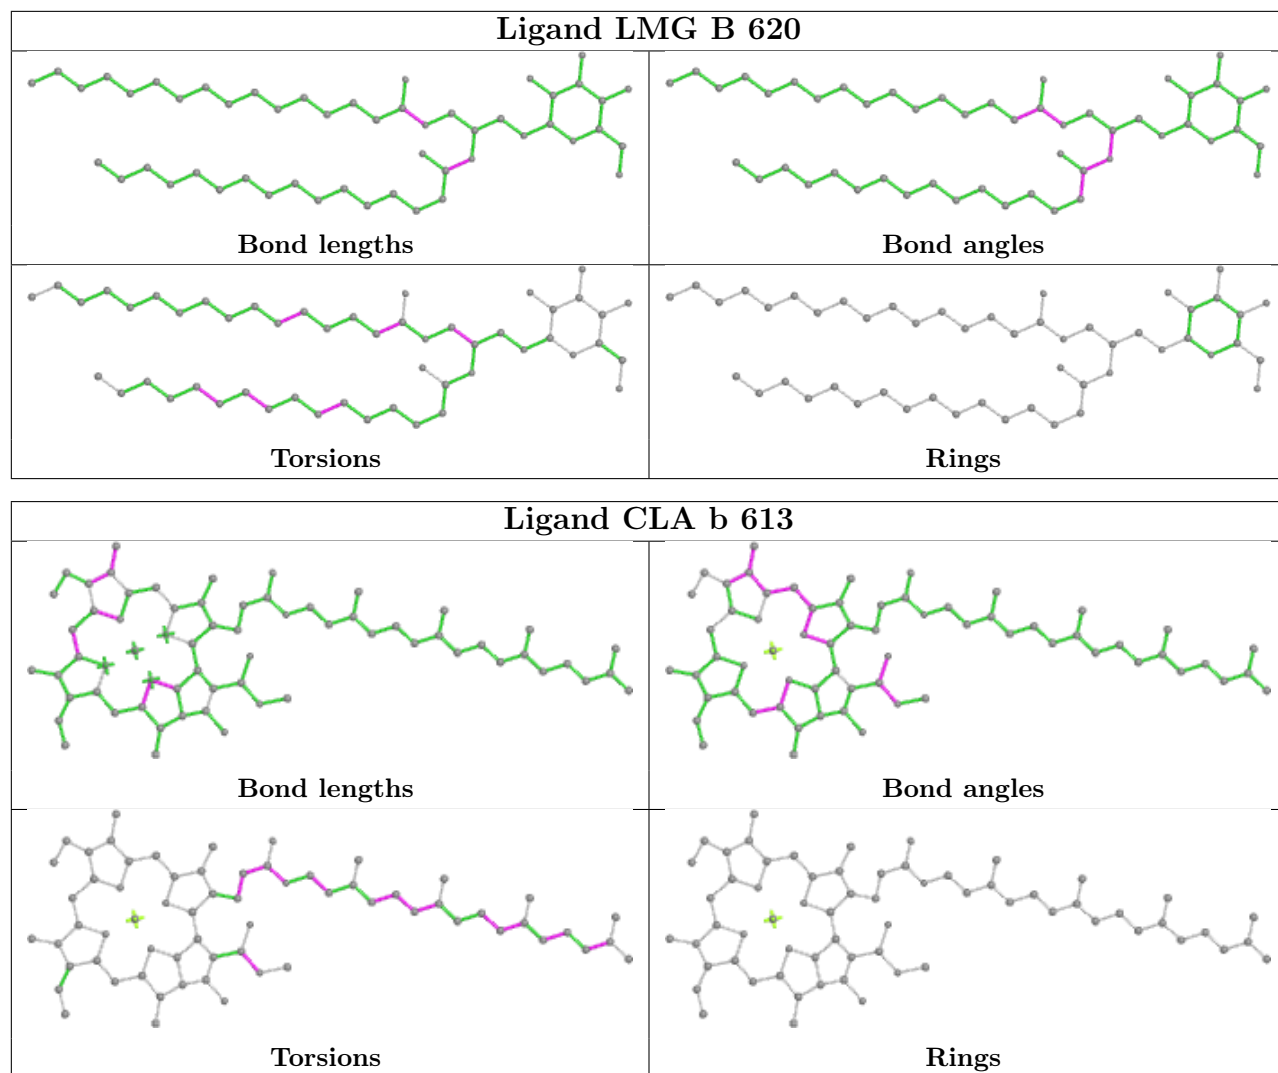 Ligand LMG B 620
Bond lengths
Bond angles
Torsions
Rings
Ligand CLA b 613
Bond lengths
Bond angles
Torsions
Rings